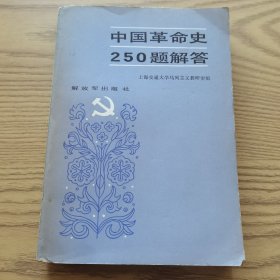 中国革命史
250题解答
上海交通大学马列主义教研室组
解放军出版社